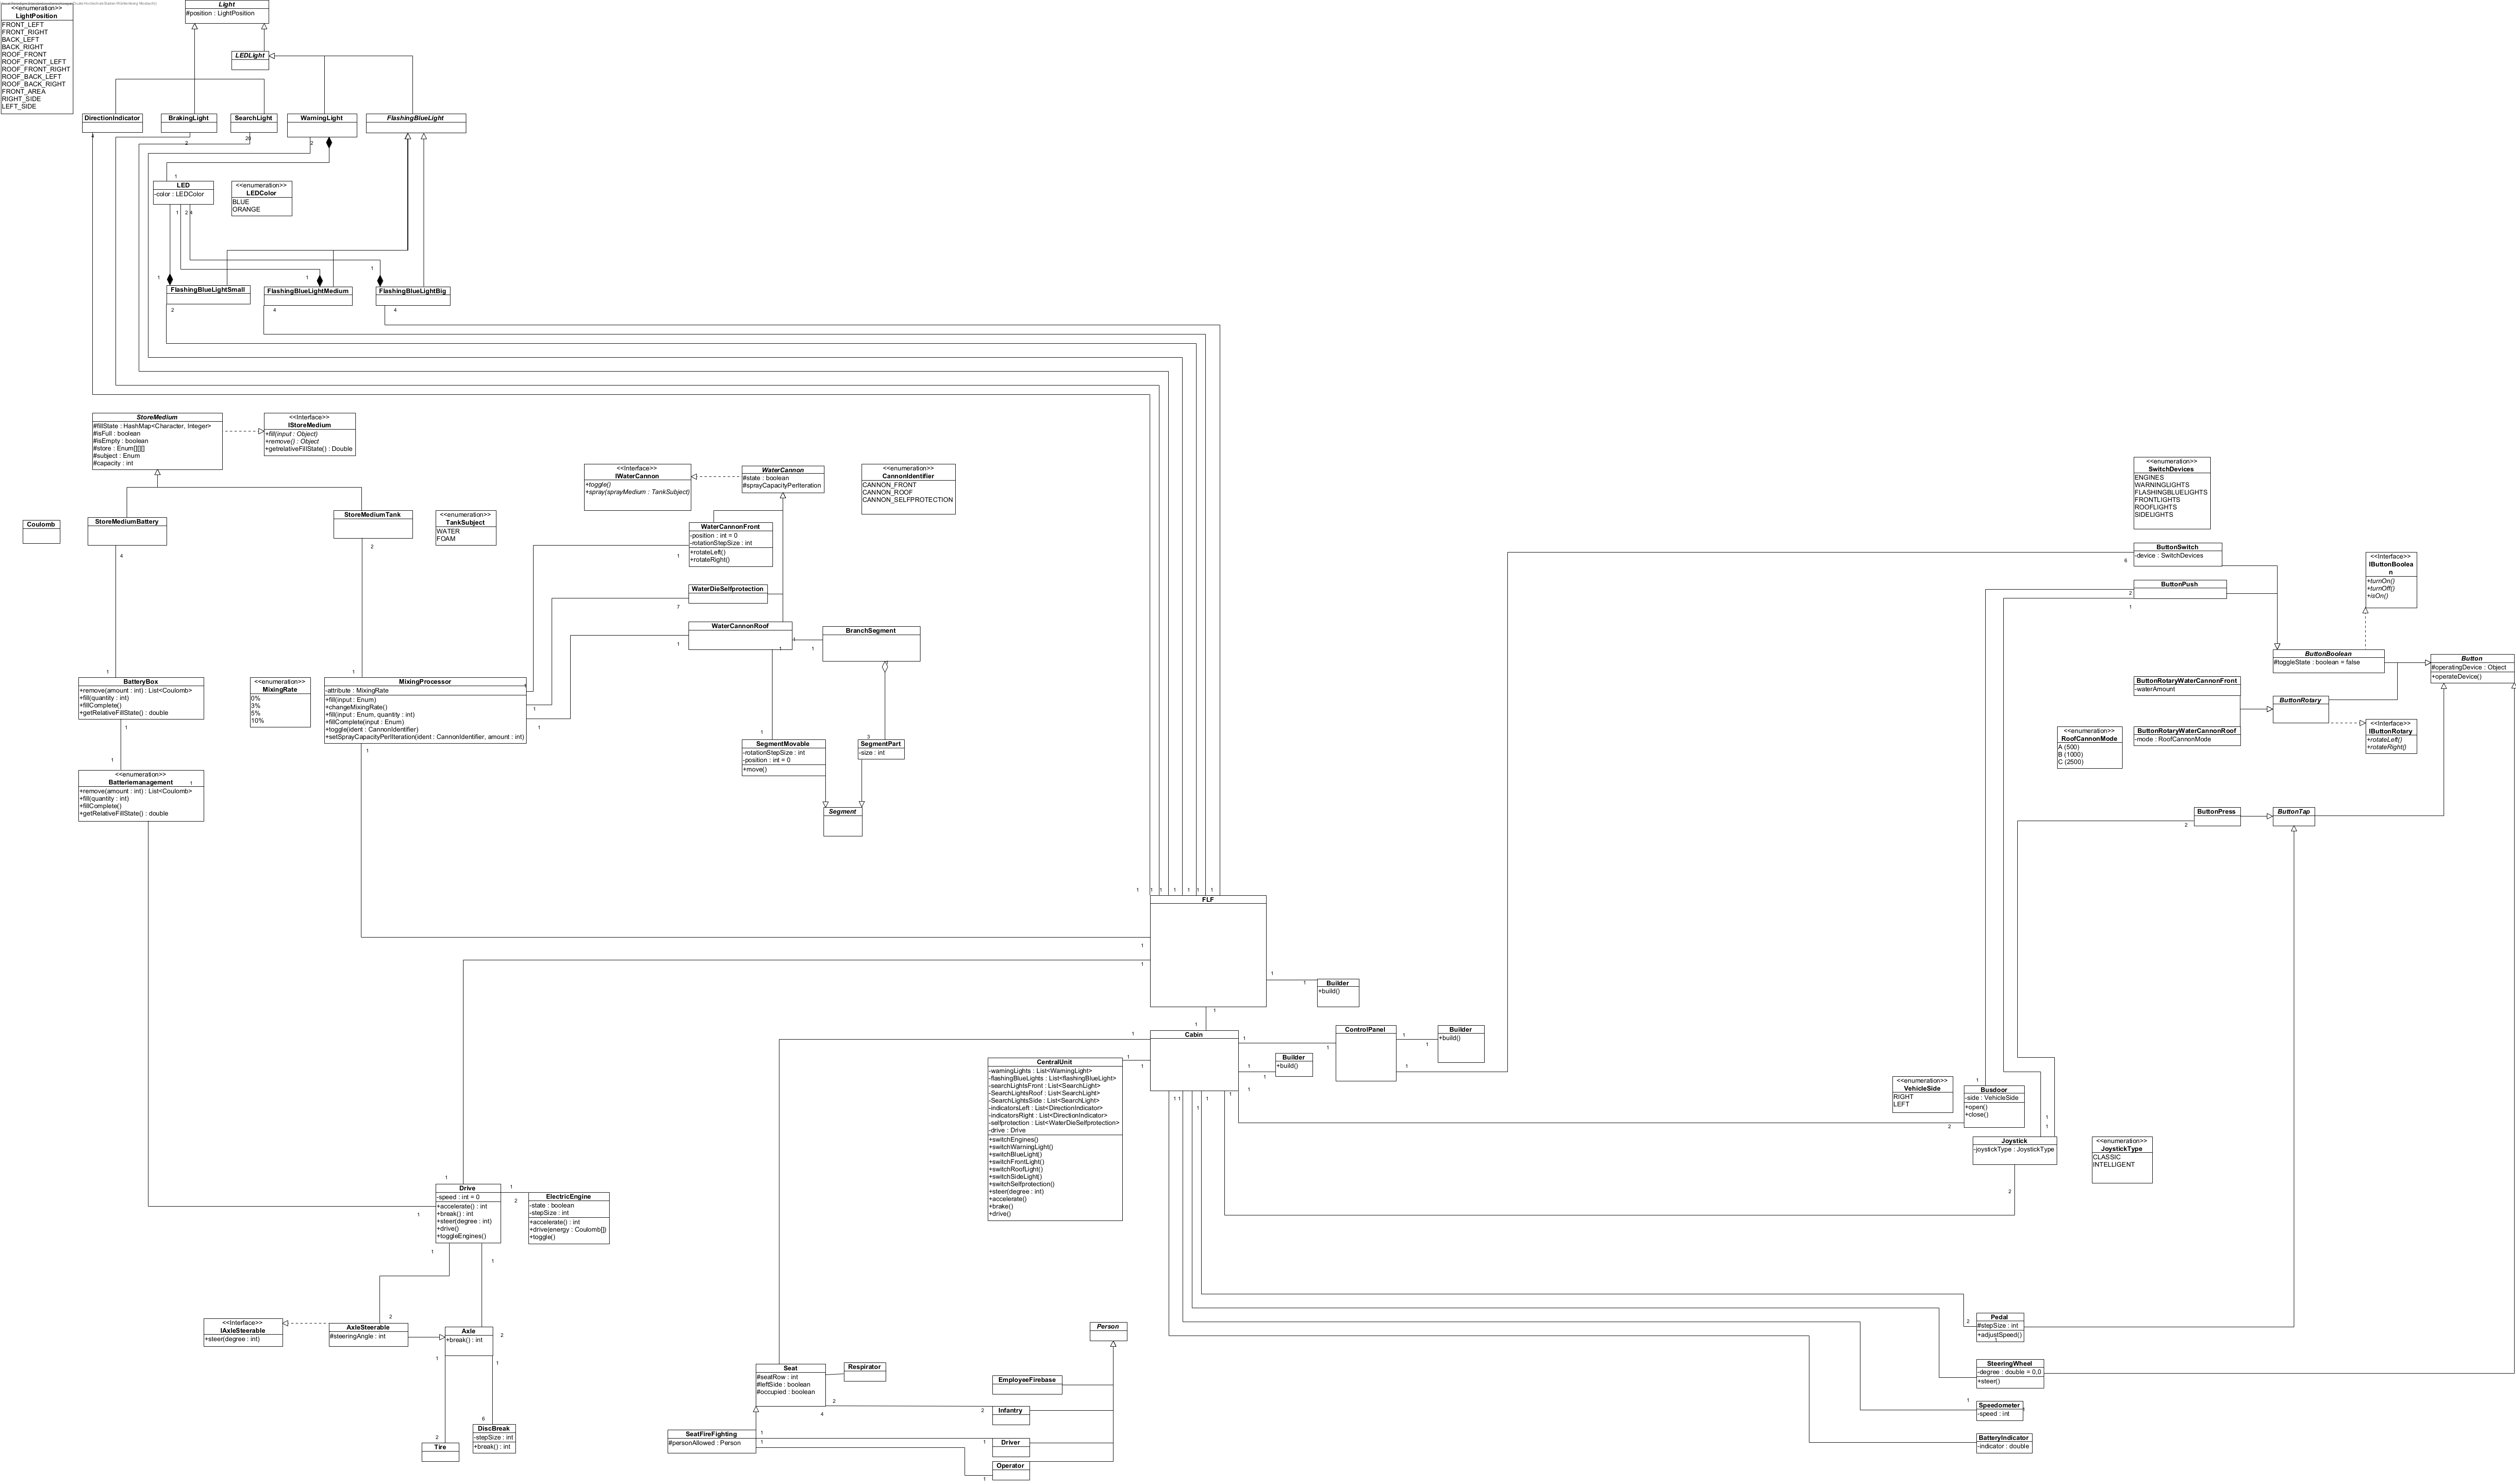 <<enumeration>>
LightPosition
FRONT_LEFT
FRONT_RIGHT
BACK_LEFT
BACK_RIGHT
ROOF_FRONT
ROOF_FRONT_LEFT
ROOF_FRONT_RIGHT
ROOF_BACK_LEFT
ROOF_BACK_RIGHT
FRONT_AREA
RIGHT_SIDE
LEFT_SIDE
Light
#position : LightPosition
LEDLight
DirectionIndicator
BrakingLight
2
SearchLight
20
WarningLight
2
FlashingBlueLight
1
LED
-color : LEDColor
1
2
4
<<enumeration>>
LEDColor
BLUE
ORANGE
1
1
1
FlashingBlueLightSmall
2
FlashingBlueLightMedium
4
FlashingBlueLightBig
4
StoreMedium
#fillState : HashMap<Character, Integer>
#isFull : boolean
#isEmpty : boolean
#store : Enum[][][]
#subject : Enum
#capacity : int
<<Interface>>
IStoreMedium
+fill(input : Object)
+remove() : Object
+getrelativeFillState() : Double
Coulomb
StoreMediumBattery
4
StoreMediumTank
2
<<enumeration>>
TankSubject
WATER
FOAM
<<Interface>>
IWaterCannon
+toggle()
+spray(sprayMedium : TankSubject)
WaterCannon
#state : boolean
#sprayCapacityPerIteration
<<enumeration>>
CannonIdentifier
CANNON_FRONT
CANNON_ROOF
CANNON_SELFPROTECTION
WaterCannonFront
-position : int = 0
-rotationStepSize : int
+rotateLeft()
+rotateRight()
1
WaterDieSelfprotection
7
WaterCannonRoof
1
1
1
1
BranchSegment
1
BatteryBox
+remove(amount : int) : List<Coulomb>
+fill(quantity : int)
+fillComplete()
+getRelativeFillState() : double
1
<<enumeration>>
MixingRate
0%
3%
5%
10%
1
MixingProcessor
-attribute : MixingRate
+fill(input : Enum)
+changeMixingRate()
+fill(input : Enum, quantity : int)
+fillComplete(input : Enum)
+toggle(ident : CannonIdentifier)
+setSprayCapacityPerIIteration(ident : CannonIdentifier, amount : int)
1
1
1
1
1
SegmentMovable
-rotationStepSize : int
-position : int = 0
+move()
3
SegmentPart
-size : int
Segment
1
<<enumeration>>
Batteriemanagement
1
+remove(amount : int) : List<Coulomb>
+fill(quantity : int)
+fillComplete()
+getRelativeFillState() : double
<<enumeration>>
SwitchDevices
ENGINES
WARNINGLIGHTS
FLASHINGBLUELIGHTS
FRONTLIGHTS
ROOFLIGHTS
SIDELIGHTS
ButtonSwitch
-device : SwitchDevices
6
ButtonPush
2
1
<<Interface>>
IButtonBoolea
n
+turnOn()
+turnOff()
+isOn()
ButtonBoolean
#toggleState : boolean = false
Button
#operatingDevice : Object
+operateDevice()
ButtonRotaryWaterCannonFront
-waterAmount
ButtonRotary
<<Interface>>
IButtonRotary
+rotateLeft()
+rotateRight()
<<enumeration>>
RoofCannonMode
A (500)
B (1000)
C (2500)
ButtonRotaryWaterCannonRoof
-mode : RoofCannonMode
ButtonPress
2
ButtonTap
1
1
1
1
1
1
1
1
FLF
1
1
1
1
Builder
+build()
1
1
1
Cabin
1
1
1
1
1
1
1
1
1
1
1
1
ControlPanel
1
1
1
Builder
+build()
1
Builder
+build()
CentralUnit
-warningLights : List<WarningLight>
-flashingBlueLights : List<flashingBlueLight>
-searchLightsFront : List<SearchLight>
-SearchLightsRoof : List<SearchLight>
-SearchLightsSide : List<SearchLight>
-indicatorsLeft : List<DirectionIndicator>
-indicatorsRight : List<DirectionIndicator>
-selfprotection : List<WaterDieSelfprotection>
-drive : Drive
+switchEngines()
+switchWarningLight()
+switchBlueLight()
+switchFrontLight()
+switchRoofLight()
+switchSideLight()
+switchSelfprotection()
+steer(degree : int)
+accelerate()
+brake()
+drive()
<<enumeration>>
VehicleSide
RIGHT
LEFT
1
Busdoor
-side : VehicleSide
+open()
+close()
2
1
1
Joystick
-joystickType : JoystickType
2
<<enumeration>>
JoystickType
CLASSIC
INTELLIGENT
1
Drive
-speed : int = 0
+accelerate() : int
+break() : int
+steer(degree : int)
+drive()
+toggleEngines()
1
1
1
1
2
ElectricEngine
-state : boolean
-stepSize : int
+accelerate() : int
+drive(energy : Coulomb[])
+toggle()
<<Interface>>
IAxleSteerable
+steer(degree : int)
2
AxleSteerable
#steeringAngle : int
Axle
+break() : int
2
1
1
2
Tire
6
DiscBreak
-stepSize : int
+break() : int
Seat
#seatRow : int
#leftSide : boolean
#occupied : boolean
2
4
Respirator
SeatFireFighting
#personAllowed : Person
1
1
Person
EmployeeFirebase
2
Infantry
1
Driver
1
Operator
2
Pedal
#stepSize : int
+adjustSpeed()
SteeringWheel
-degree : double = 0,0
+steer()
1
Speedometer
-speed : int
BatteryIndicator
-indicator : double